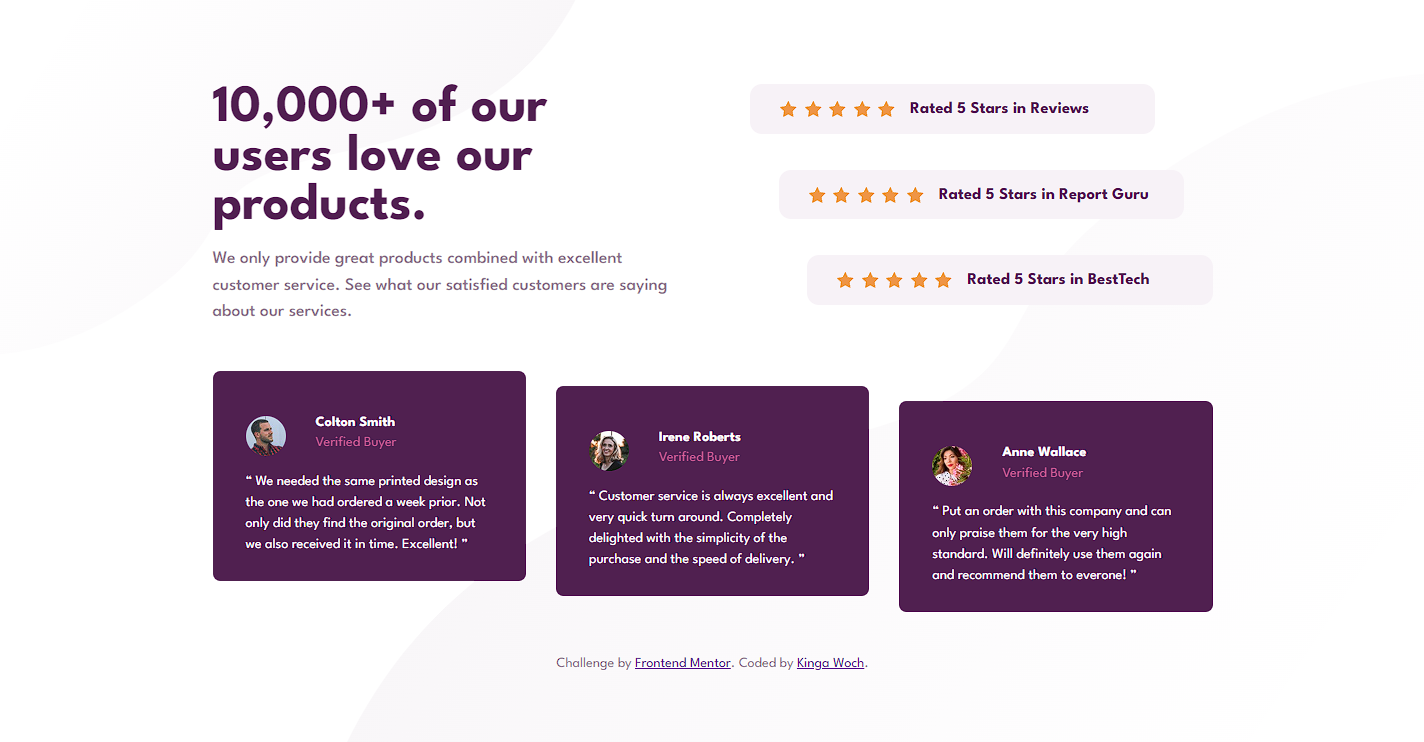 10,000+ of our
users love our
products.
We only provide great products combined with excellent
customer service. See what our satisfied customers are saying
about our services.
Rated 5 Stars in Reviews
Rated 5 Stars in Report Guru
Rated 5 Stars in BestTech
Colton Smith
Verified Buyer
“ We needed the same printed design as
the one we had ordered a week prior. Not
only did they find the original order, but
we also received it in time. Excellent! ”
Irene Roberts
Verified Buyer
“ Customer service is always excellent and
very quick turn around. Completely
delighted with the simplicity of the
purchase and the speed of delivery. ”
Anne Wallace
Verified Buyer
“ Put an order with this company and can
only praise them for the very high
standard. Will definitely use them again
and recommend them to everone! ”
Challenge by Frontend Mentor. Coded by Kinga Woch.